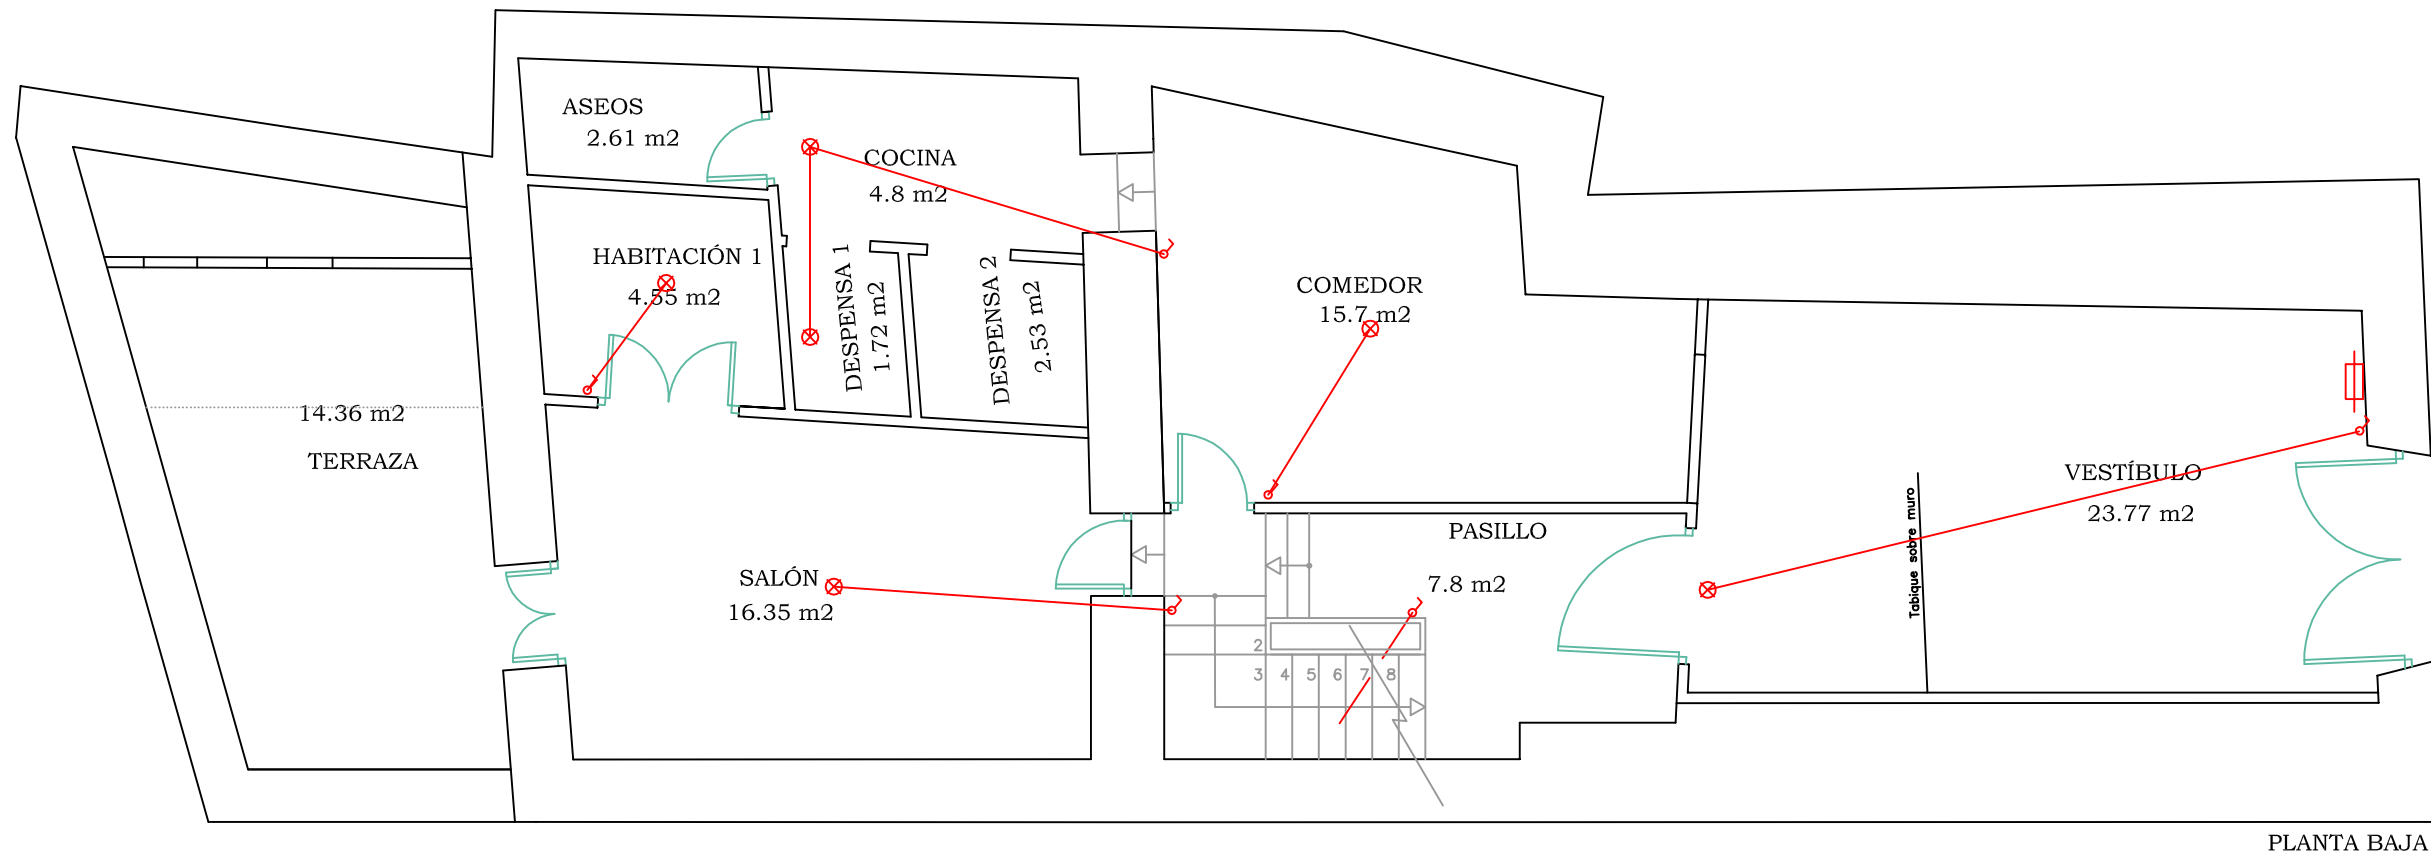 ASEOS
2.61 m2
COCINA
4.8 m2
HABITACIÓN 1
4.55 m2
DESPENSA 1
1.72 m2
DESPENSA 2
2.53 m2
COMEDOR
15.7 m2
14.36 m2
TERRAZA
VESTÍBULO
23.77 m2
Tabique sobre muro
PASILLO
7.8 m2
SALÓN
16.35 m2
2
3 4 5 6 7 8
PLANTA BAJA